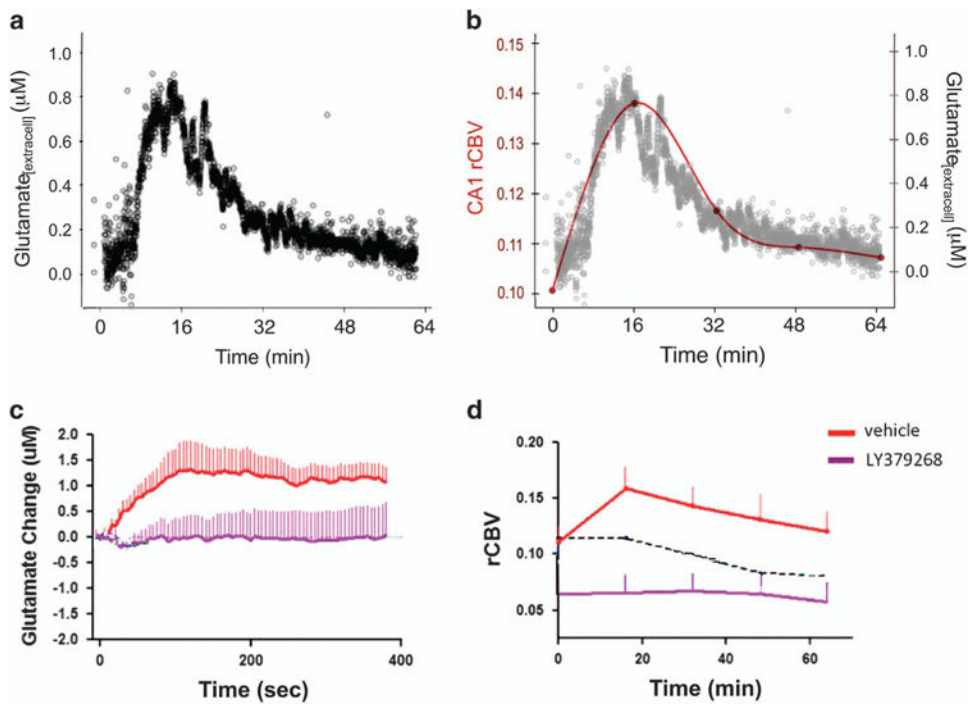 a
Glutamate[extracell] (µM)
1.0
0.8
0.6
0.4
0.2
0.0
0 16 32 48 64
Time (min)
b
CA1 rCBV
0.15
0.14
0.13
0.12
0.11
0.10
1.0
0.8
0.6
0.4
0.2
0.0
Glutamate[extracell] (µM)
0 16 32 48 64
Time (min)
c
Glutamate Change (uM)
2.0
1.5
1.0
0.5
0.0
-0.5
-1.0
-1.5
-2.0
0 200 400
Time (sec)
d
rCBV
0.20
0.15
0.10
0.05
0 20 40 60
Time (min)
vehicle
LY379268